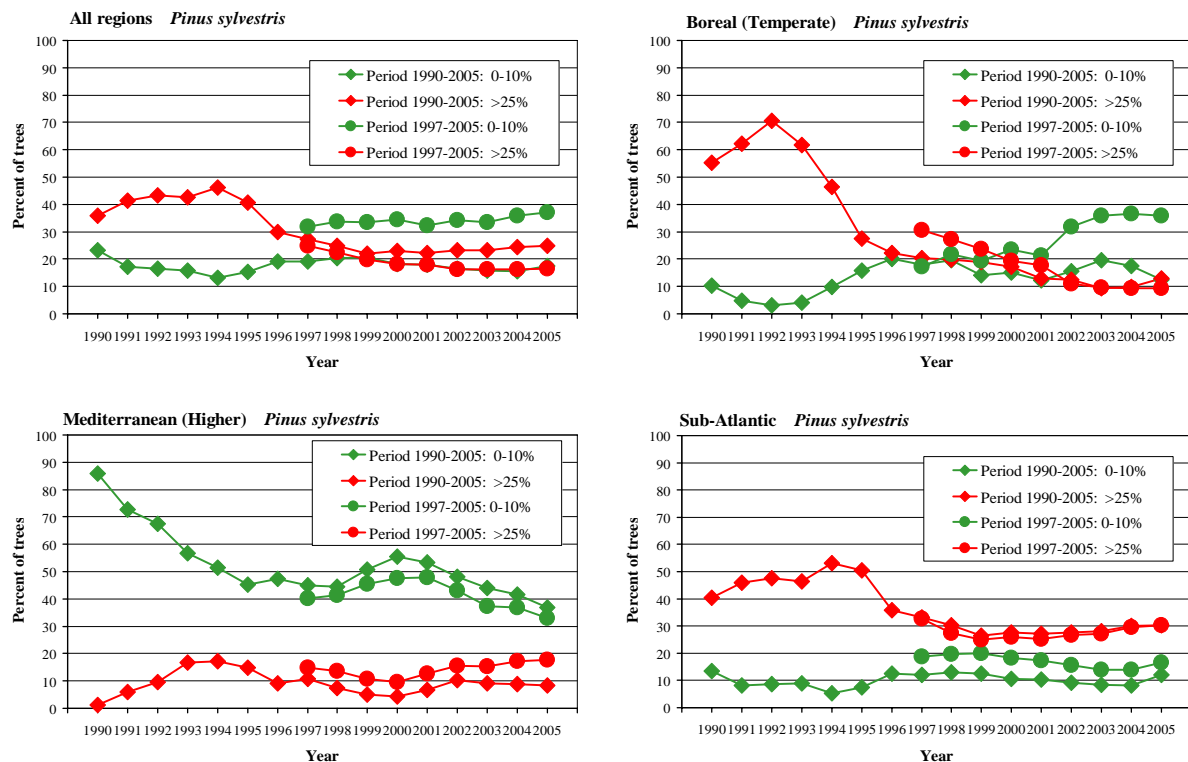 All regions Pinus sylvestris
100
90
80
70
60
50
40
30
20
10
0
Percent of trees
Period 1990-2005: 0-10%
Period 1990-2005: >25%
Period 1997-2005: 0-10%
Period 1997-2005: >25%
1990 1991 1992 1993 1994 1995 1996 1997 1998 1999 2000 2001 2002 2003 2004 2005
Year
Boreal (Temperate) Pinus sylvestris
100
90
80
70
60
50
40
30
20
10
0
Percent of trees
Period 1990-2005: 0-10%
Period 1990-2005: >25%
Period 1997-2005: 0-10%
Period 1997-2005: >25%
1990 1991 1992 1993 1994 1995 1996 1997 1998 1999 2000 2001 2002 2003 2004 2005
Year
Mediterranean (Higher) Pinus sylvestris
100
90
80
70
60
50
40
30
20
10
0
Percent of trees
Period 1990-2005: 0-10%
Period 1990-2005: >25%
Period 1997-2005: 0-10%
Period 1997-2005: >25%
1990 1991 1992 1993 1994 1995 1996 1997 1998 1999 2000 2001 2002 2003 2004 2005
Year
Sub-Atlantic Pinus sylvestris
100
90
80
70
60
50
40
30
20
10
0
Percent of trees
Period 1990-2005: 0-10%
Period 1990-2005: >25%
Period 1997-2005: 0-10%
Period 1997-2005: >25%
1990 1991 1992 1993 1994 1995 1996 1997 1998 1999 2000 2001 2002 2003 2004 2005
Year